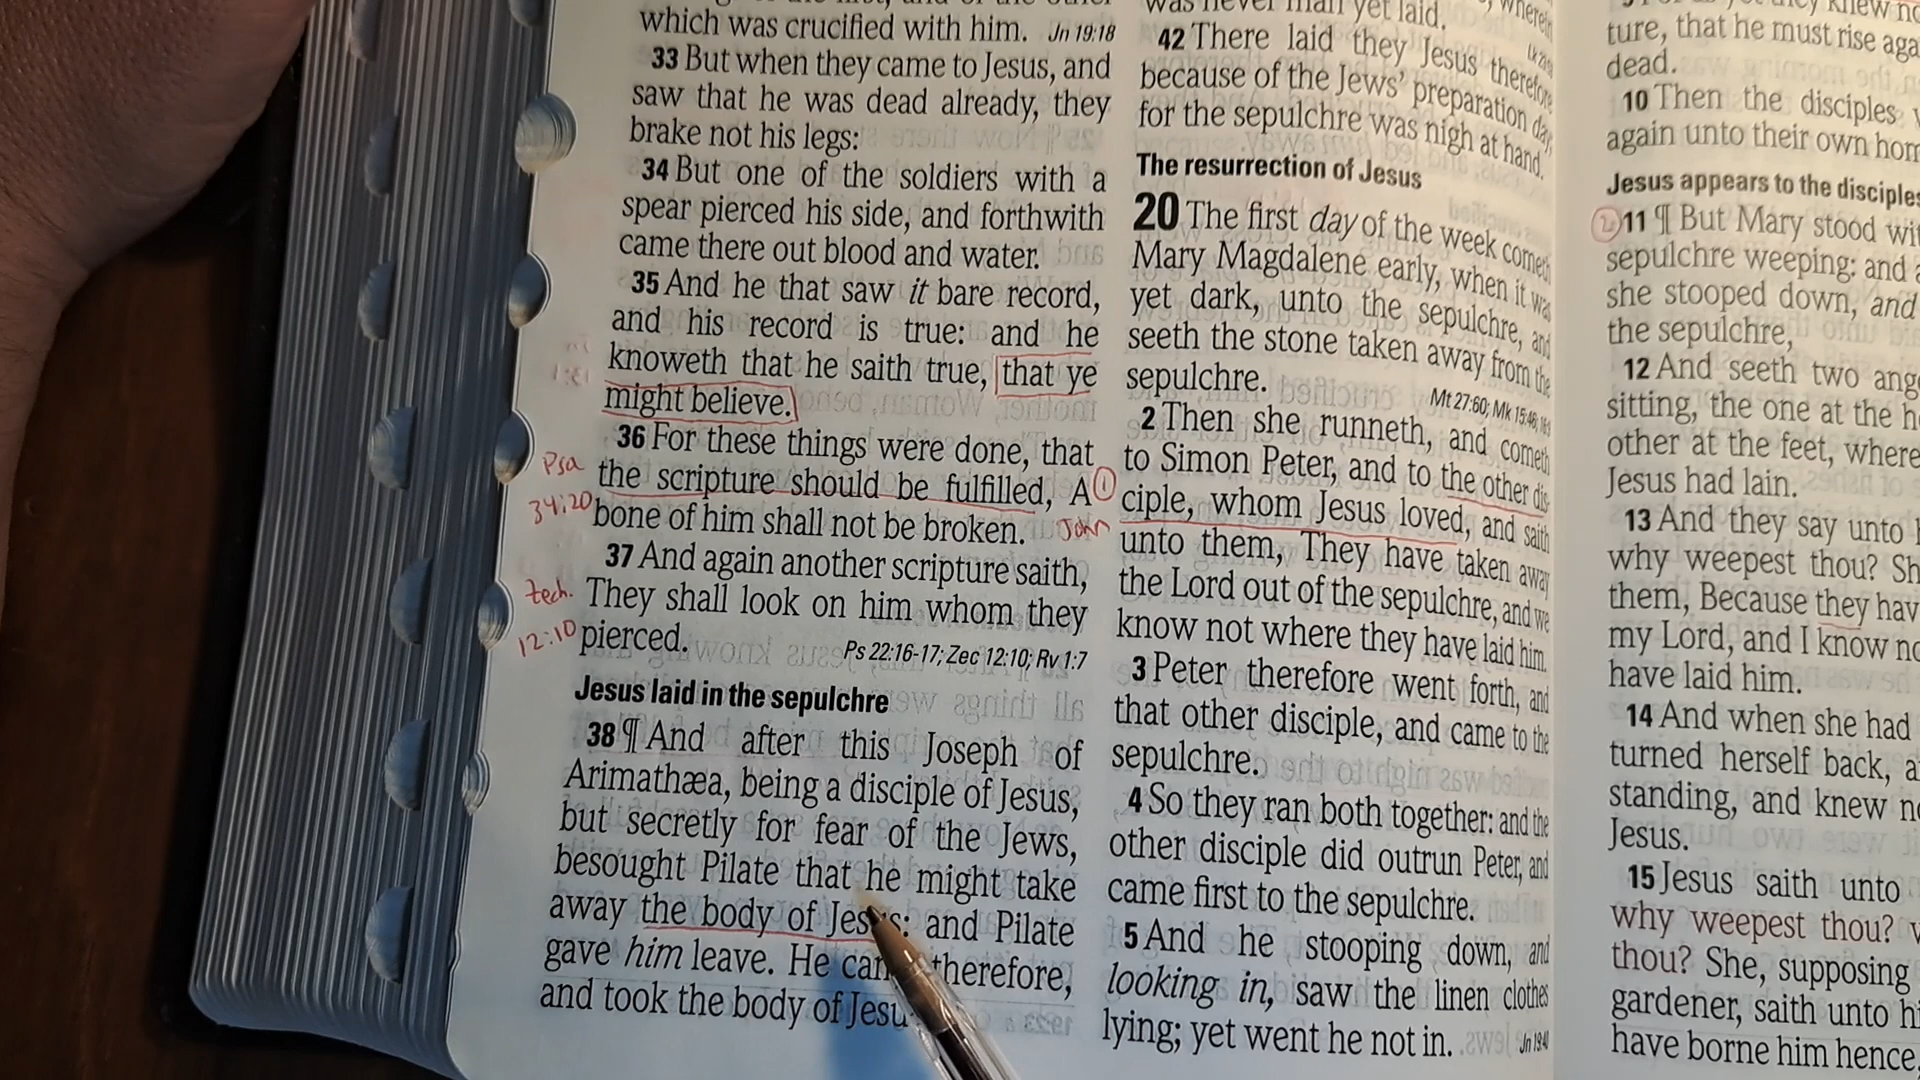 which was crucified with him. Jn 19:18
33 But when they came to Jesus, and
saw that he was dead already, they
brake not his legs:
34 But one of the soldiers with a
spear pierced his side, and forthwith
came there out blood and water.
35 And he that saw it bare record,
and his record is true: and he
knoweth that he saith true, that ye
might believe.
36 For these things were done, that
Psa the scripture should be fulfilled, A
34:20 bone of him shall not be broken.
37 And again another scripture saith,
They shall look on him whom they
12:10 pierced. Ps 22:16-17; Zec 12:10; Rv 1:7
Jesus laid in the sepulchre
38 ¶ And after this Joseph of
Arimathæa, being a disciple of Jesus,
but secretly for fear of the Jews,
besought Pilate that he might take
away the body of Jesus: and Pilate
gave him leave. He therefore,
and took the body of
was never man yet laid.
42 There laid they Jesus therefore
because of the Jews' preparation day;
for the sepulchre was nigh at hand.
The resurrection of Jesus
20 The first day of the week cometh
Mary Magdalene early, when it was
yet dark, unto the sepulchre, and
seeth the stone taken away from the
sepulchre.
Mt 27:60; Mk 15:46;
2 Then she runneth, and cometh
to Simon Peter, and to the other dis-
1 ciple, whom Jesus loved, and saith
John unto them, They have taken away
the Lord out of the sepulchre, and we
know not where they have laid him.
3 Peter therefore went forth, and
that other disciple, and came to the
sepulchre.
4 So they ran both together: and the
other disciple did outrun Peter, and
came first to the sepulchre.
5 And he stooping down, and
looking in, saw the linen clothes
lying; yet went he not in.
ture, that he must rise
dead.
10 Then the disciples
again unto their own
Jesus appears to the disciples
2 11 ¶ But Mary stood
sepulchre weeping: and
she stooped down, and
the sepulchre,
12 And seeth two
sitting, the one at the
other at the feet, where
Jesus had lain.
13 And they say unto
why weepest thou?
them, Because they
my Lord, and I know
have laid him.
14 And when she had
turned herself back,
standing, and knew
Jesus.
15 Jesus saith unto
why weepest thou?
thou? She, supposing
gardener, saith unto
have borne him hence,